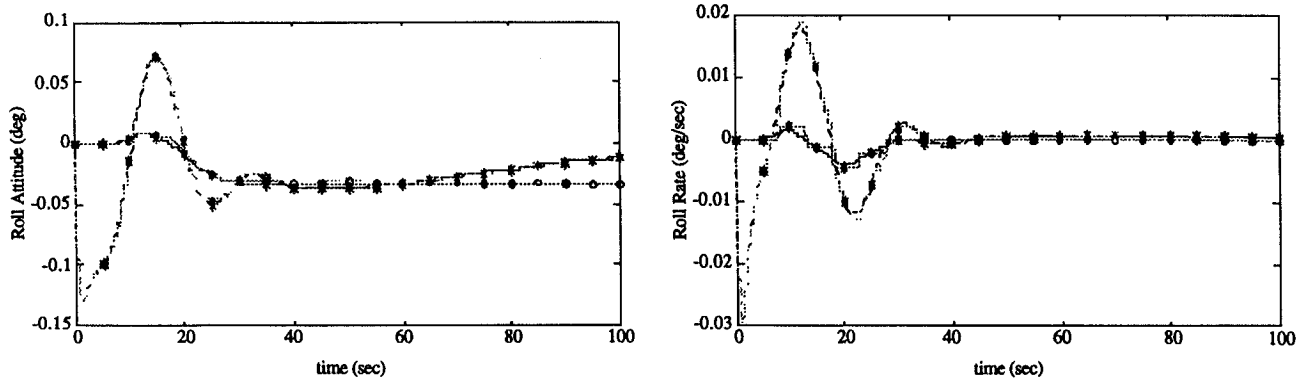 0.1
0.05
0
-0.05
-0.1
-0.15
Roll Attitude (deg)
0 20 40 60 80 100
time (sec)
0.02
0.01
0
-0.01
-0.02
-0.03
Roll Rate (deg/sec)
0 20 40 60 80 100
time (sec)